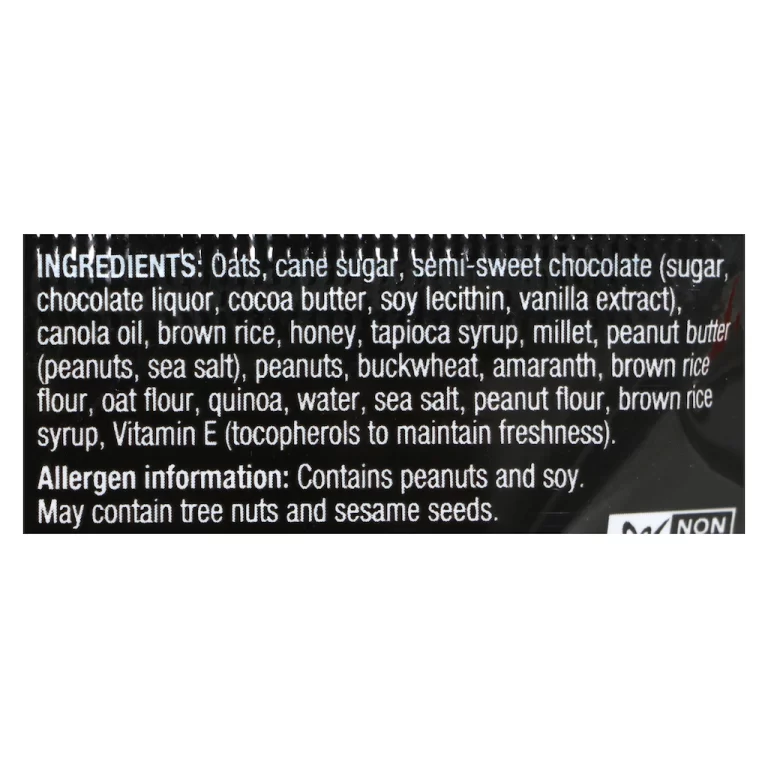 INGREDIENTS: Oats, cane sugar, semi-sweet chocolate (sugar,
chocolate liquor, cocoa butter, soy lecithin, vanilla extract),
canola oil, brown rice, honey, tapioca syrup, millet, peanut butter
(peanuts, sea salt), peanuts, buckwheat, amaranth, brown rice
flour, oat flour, quinoa, water, sea salt, peanut flour, brown rice
syrup, Vitamin E (tocopherols to maintain freshness).
Allergen information: Contains peanuts and soy.
May contain tree nuts and sesame seeds.
NON